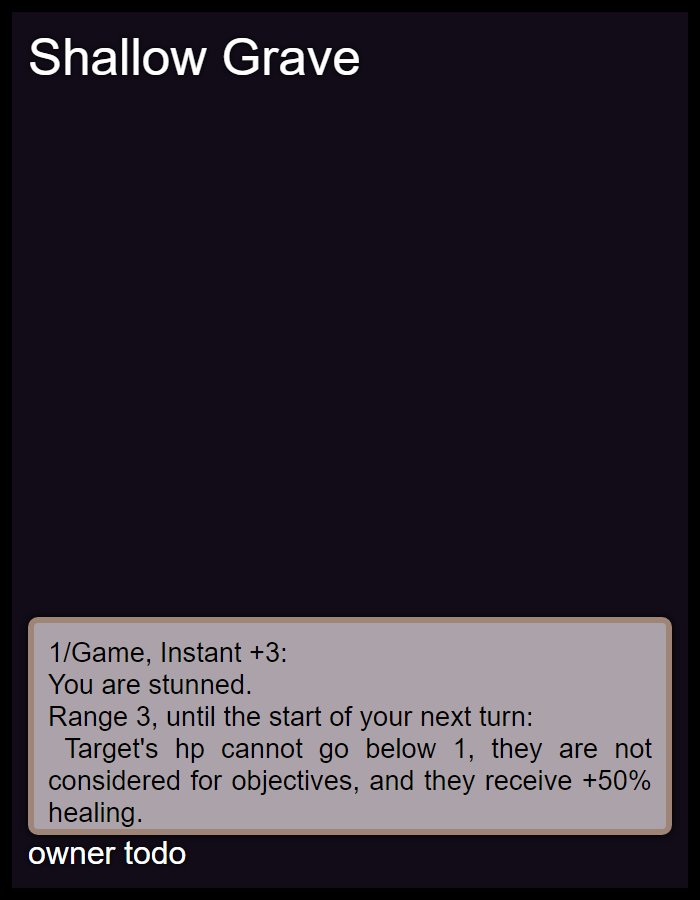 Shallow Grave
1/Game, Instant +3:
You are stunned.
Range 3, until the start of your next turn:
Target's hp cannot go below 1, they are not
considered for objectives, and they receive +50%
healing.
owner todo